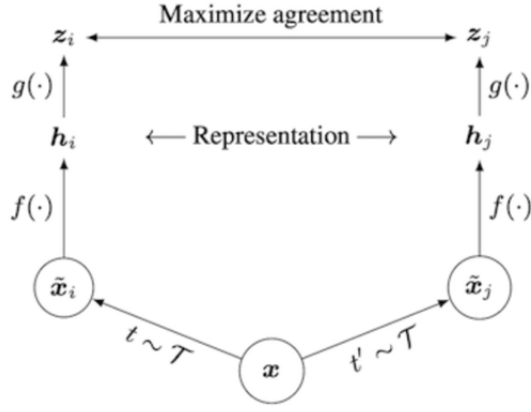 Maximize agreement
z_i z_j
g(·) g(·)
h_i ← Representation → h_j
f(·) f(·)
x̃_i x̃_j
t ~ 𝒯 t' ~ 𝒯
x